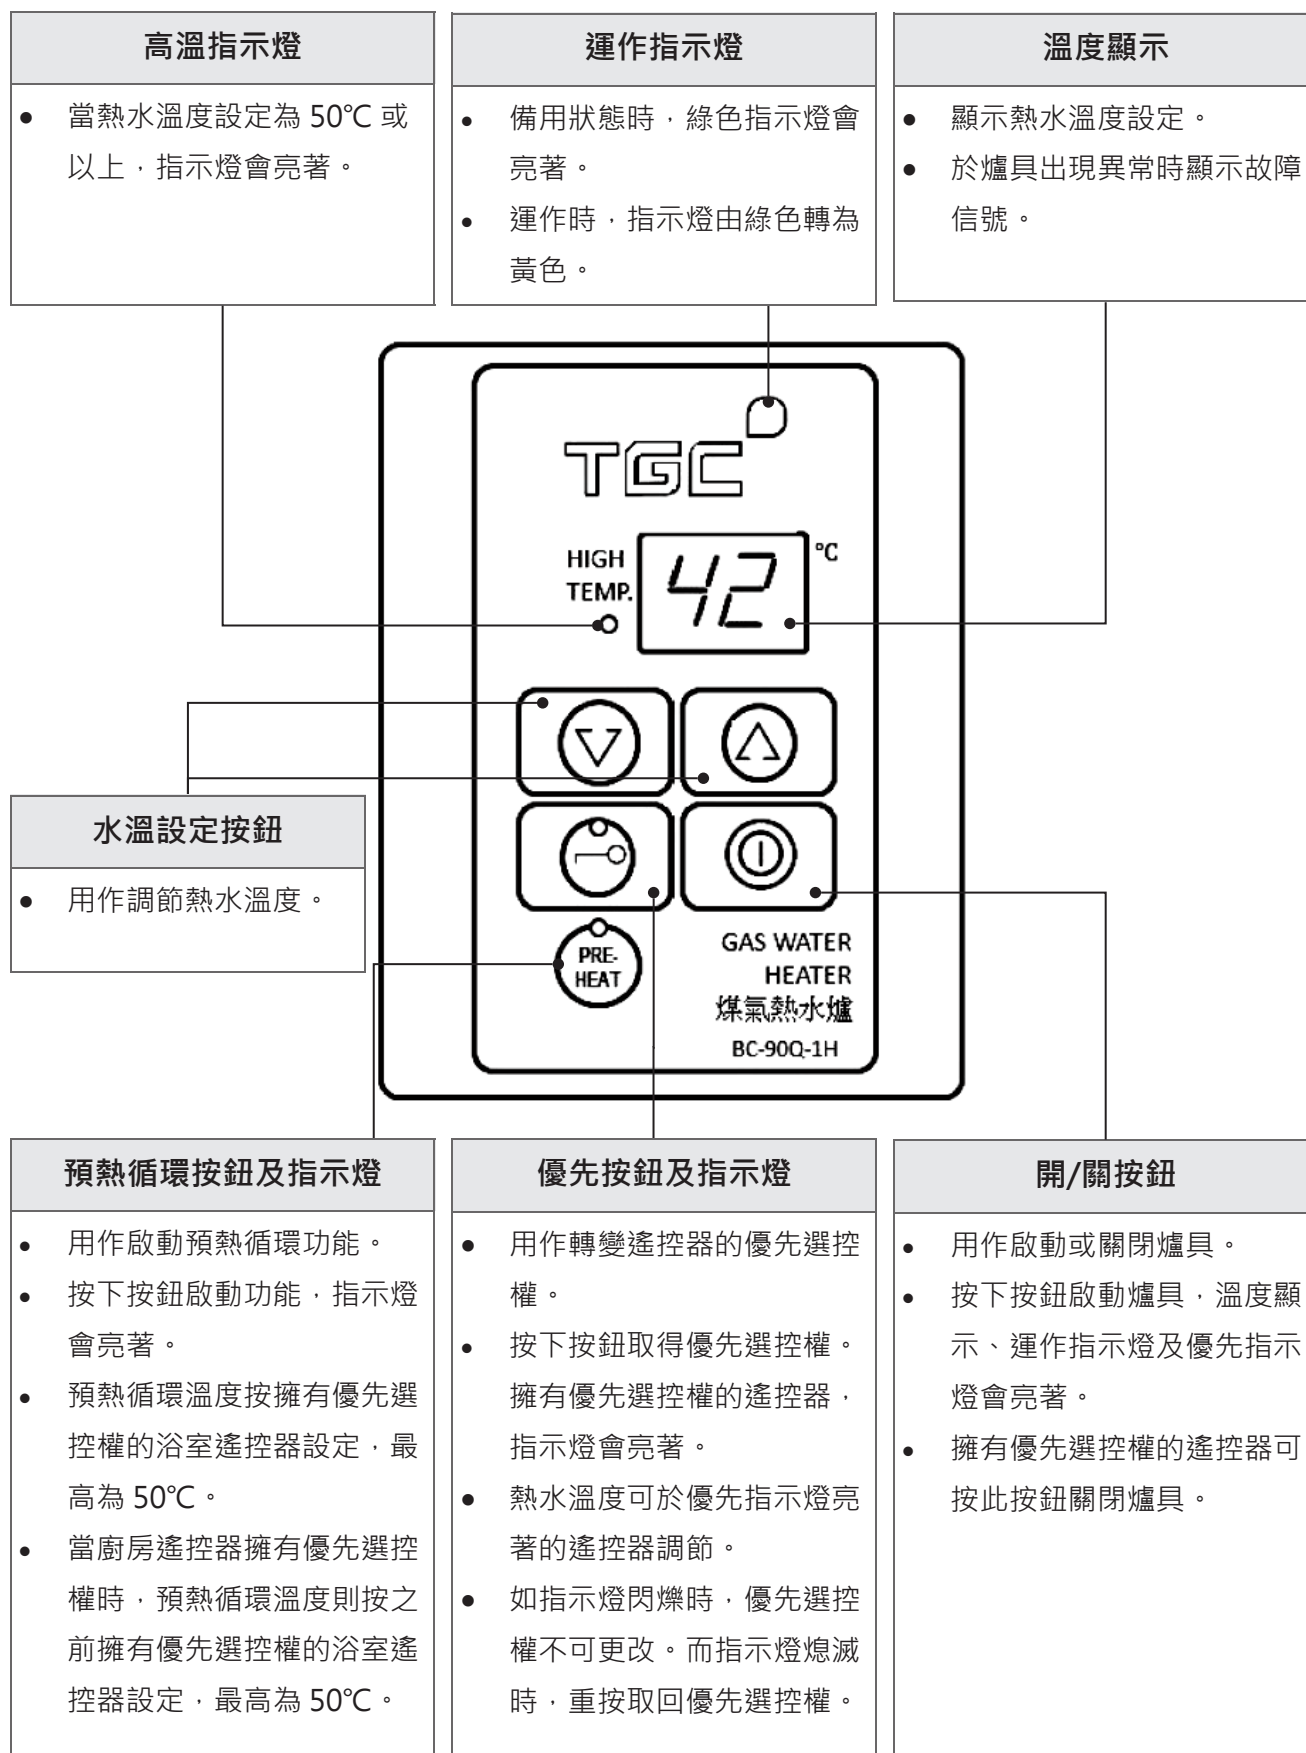 高溫指示燈
● 當熱水溫度設定為 50℃ 或
以上，指示燈會亮著。
運作指示燈
● 備用狀態時，綠色指示燈會
亮著。
● 運作時，指示燈由綠色轉為
黃色。
溫度顯示
● 顯示熱水溫度設定。
● 於爐具出現異常時顯示故障
信號。
TGC
HIGH
TEMP.
42
°C
水溫設定按鈕
● 用作調節熱水溫度。
PRE-
HEAT
GAS WATER
HEATER
煤氣熱水爐
BC-90Q-1H
預熱循環按鈕及指示燈
● 用作啟動預熱循環功能。
● 按下按鈕啟動功能，指示燈
會亮著。
● 預熱循環溫度按擁有優先選
控權的浴室遙控器設定，最
高為 50℃。
● 當廚房遙控器擁有優先選控
權時，預熱循環溫度則按之
前擁有優先選控權的浴室遙
控器設定，最高為 50℃。
優先按鈕及指示燈
● 用作轉變遙控器的優先選控
權。
● 按下按鈕取得優先選控權。
擁有優先選控權的遙控器，
指示燈會亮著。
● 熱水溫度可於優先指示燈亮
著的遙控器調節。
● 如指示燈閃爍時，優先選控
權不可更改。而指示燈熄滅
時，重按取回優先選控權。
開/關按鈕
● 用作啟動或關閉爐具。
● 按下按鈕啟動爐具，溫度顯
示、運作指示燈及優先指示
燈會亮著。
● 擁有優先選控權的遙控器可
按此按鈕關閉爐具。